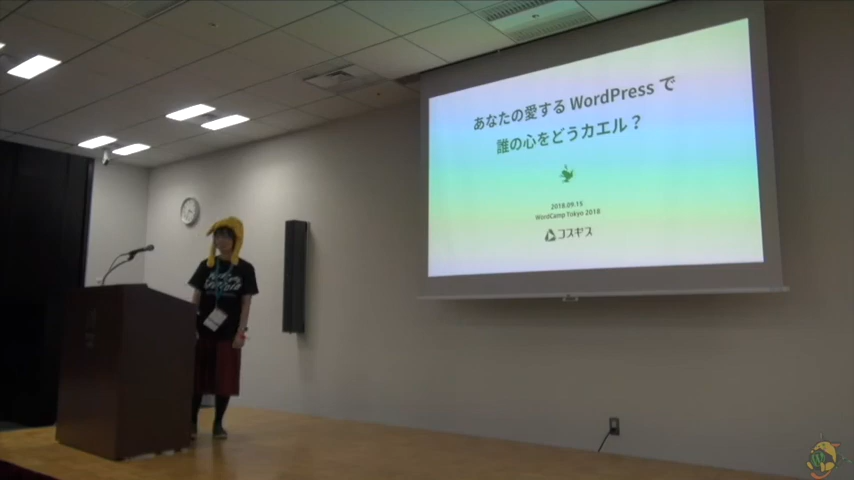 あなたの愛する WordPress で
誰の心をどうカエル？
2018.09.15
WordCamp Tokyo 2018
コスギス